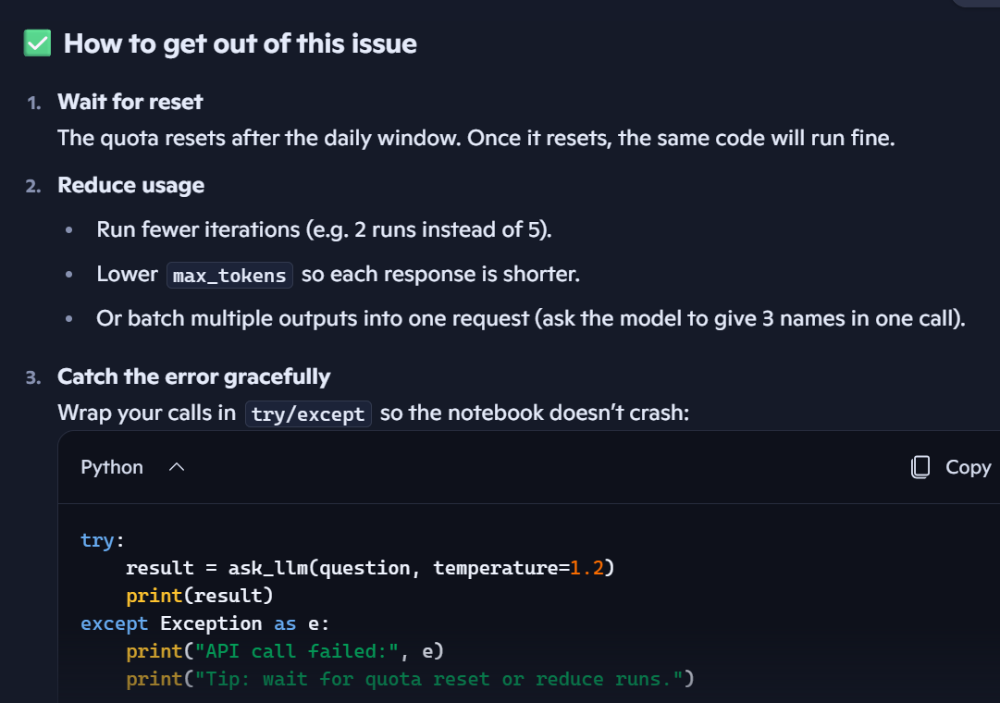 ✅ How to get out of this issue
1. Wait for reset
The quota resets after the daily window. Once it resets, the same code will run fine.
2. Reduce usage
• Run fewer iterations (e.g. 2 runs instead of 5).
• Lower max_tokens so each response is shorter.
• Or batch multiple outputs into one request (ask the model to give 3 names in one call).
3. Catch the error gracefully
Wrap your calls in try/except so the notebook doesn’t crash:
Python
Copy
try:
    result = ask_llm(question, temperature=1.2)
    print(result)
except Exception as e:
    print("API call failed:", e)
    print("Tip: wait for quota reset or reduce runs.")